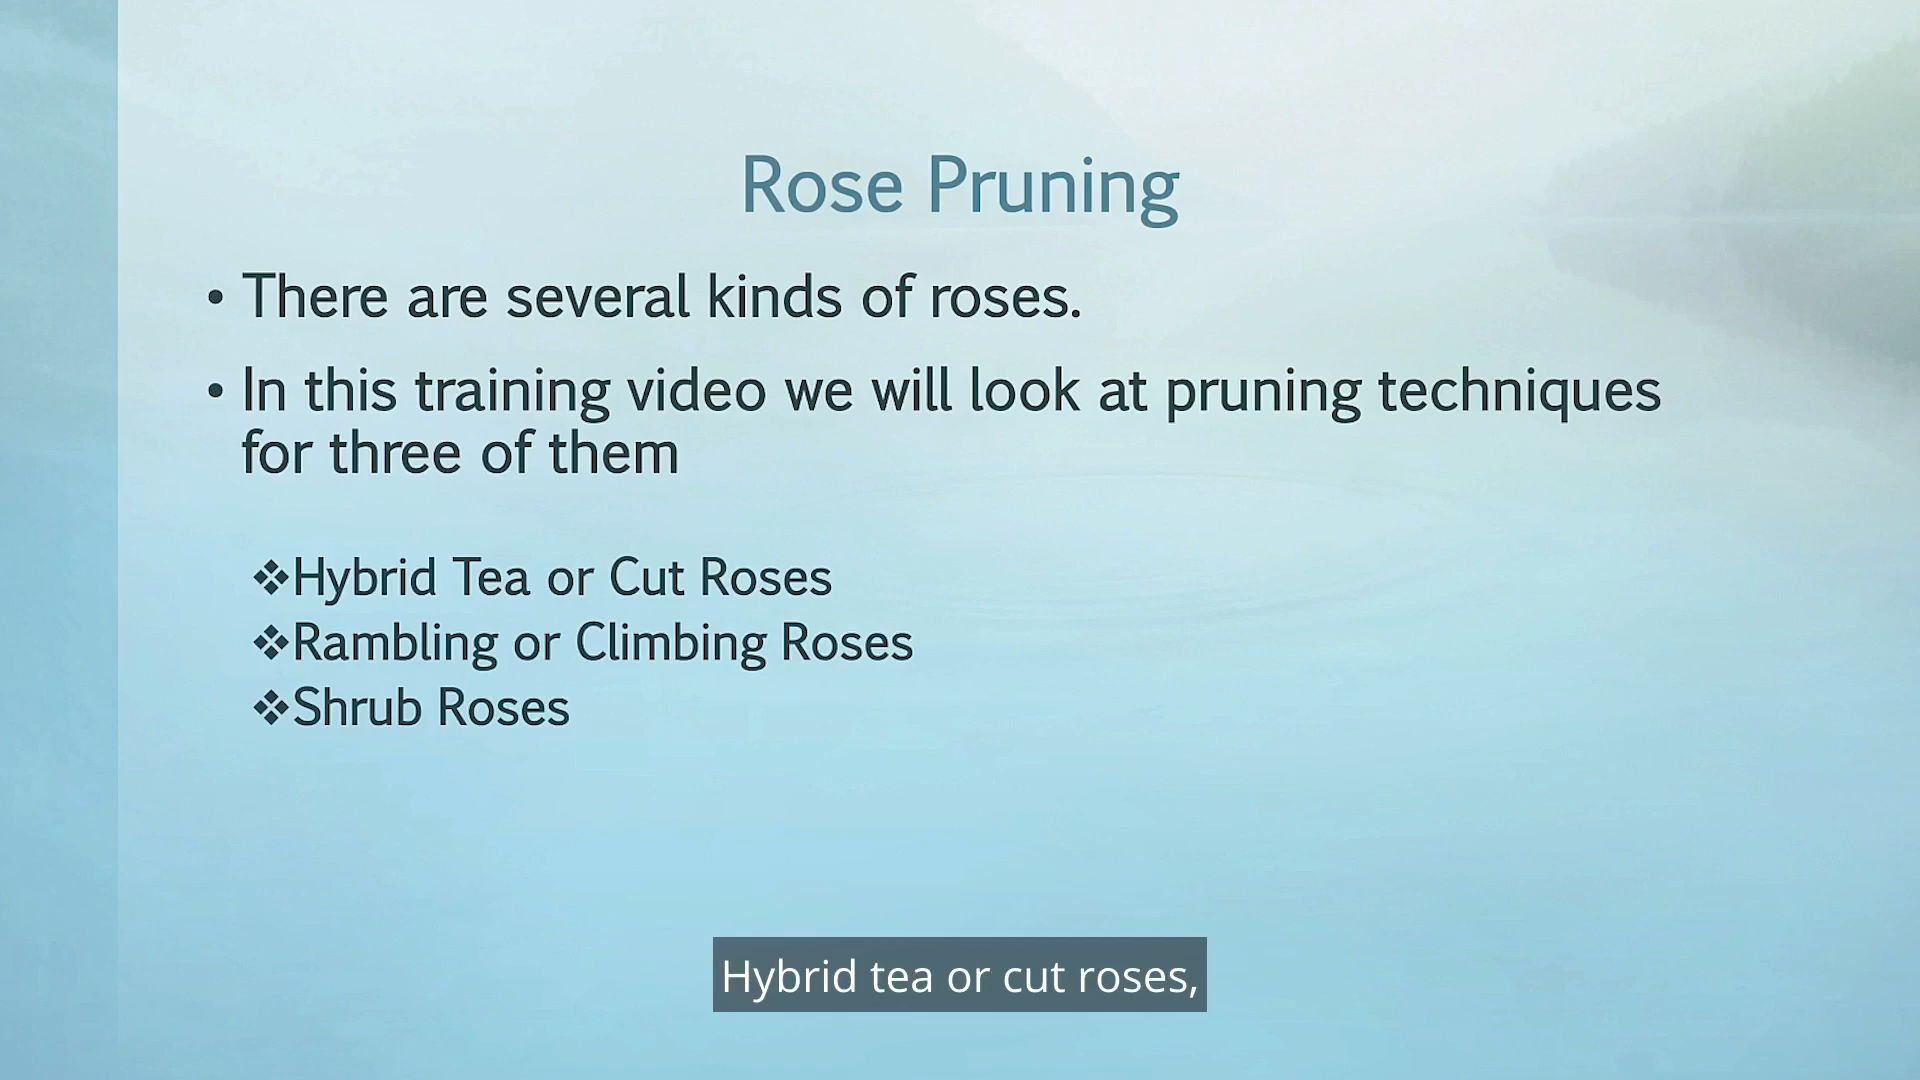 Rose Pruning
• There are several kinds of roses.
• In this training video we will look at pruning techniques
for three of them
❖Hybrid Tea or Cut Roses
❖Rambling or Climbing Roses
❖Shrub Roses
Hybrid tea or cut roses,